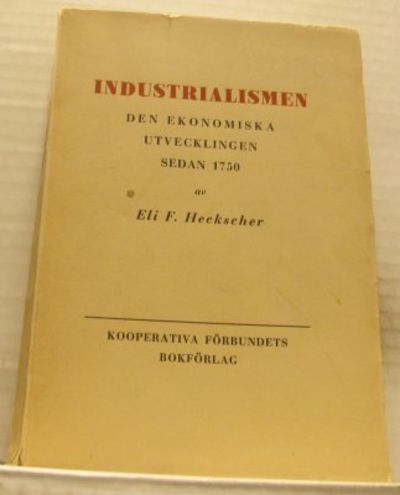 INDUSTRIALISMEN
DEN EKONOMISKA
UTVECKLINGEN
SEDAN 1750
av
Eli F. Heckscher
KOOPERATIVA FÖRBUNDETS
BOKFÖRLAG